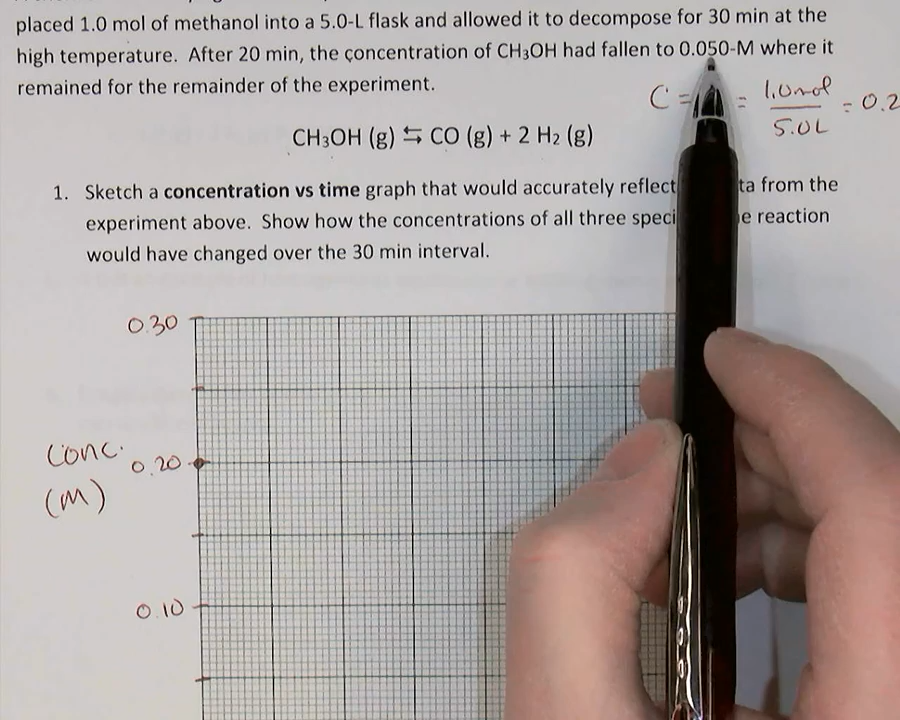 placed 1.0 mol of methanol into a 5.0-L flask and allowed it to decompose for 30 min at the
high temperature. After 20 min, the concentration of CH₃OH had fallen to 0.050-M where it
remained for the remainder of the experiment.
C = = 1.0mol / 5.0L = 0.2
CH₃OH (g) ⇆ CO (g) + 2 H₂ (g)
1. Sketch a concentration vs time graph that would accurately reflect ta from the
experiment above. Show how the concentrations of all three speci e reaction
would have changed over the 30 min interval.
0.30
Conc.
(M)
0.20
0.10